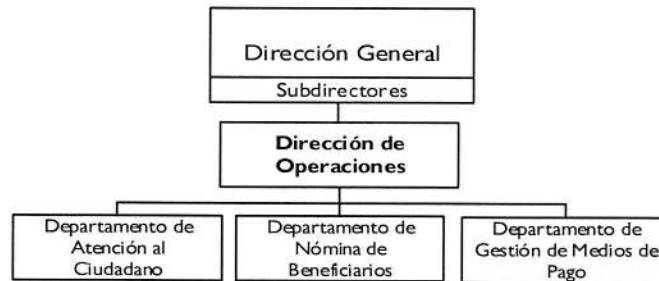 Dirección General
Subdirectores
Dirección de
Operaciones
Departamento de
Atención al
Ciudadano
Departamento de
Nómina de
Beneficiarios
Departamento de
Gestión de Medios de
Pago